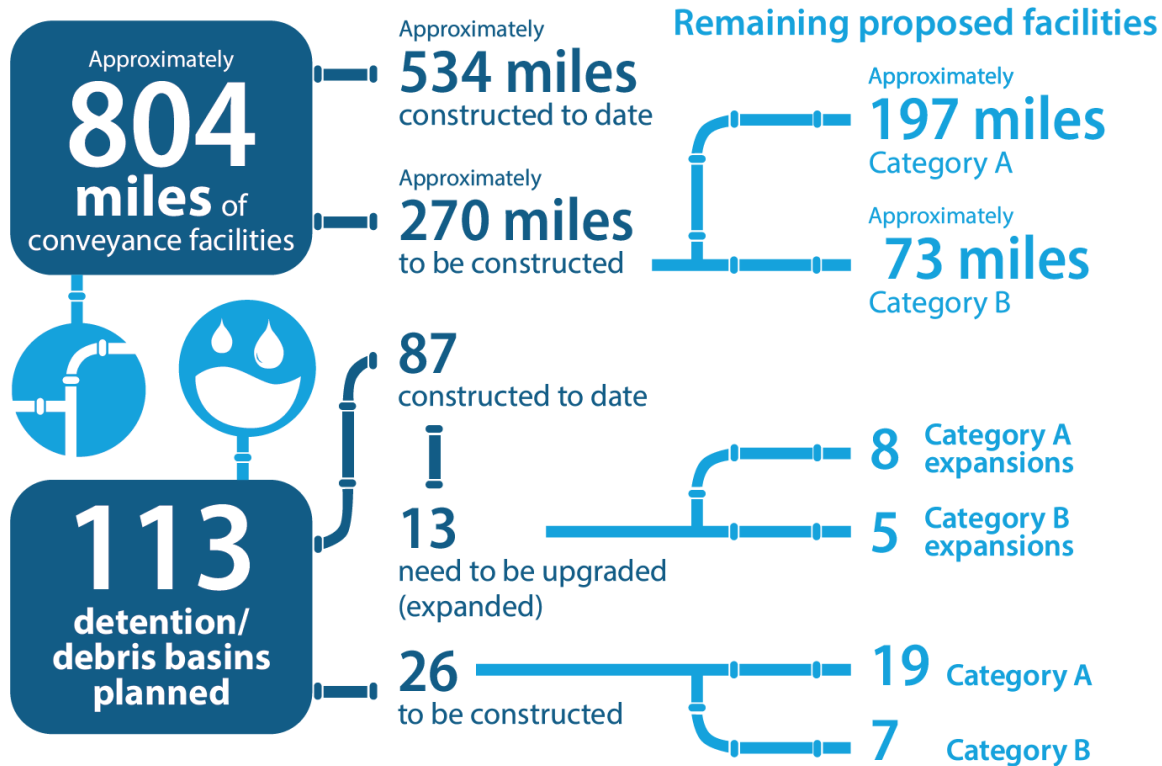 Approximately
804
miles of
conveyance facilities
Approximately
534 miles
constructed to date
Approximately
270 miles
to be constructed
Remaining proposed facilities
Approximately
197 miles
Category A
Approximately
73 miles
Category B
113
detention/
debris basins
planned
87
constructed to date
13
need to be upgraded
(expanded)
8 Category A
expansions
5 Category B
expansions
26
to be constructed
19 Category A
7 Category B